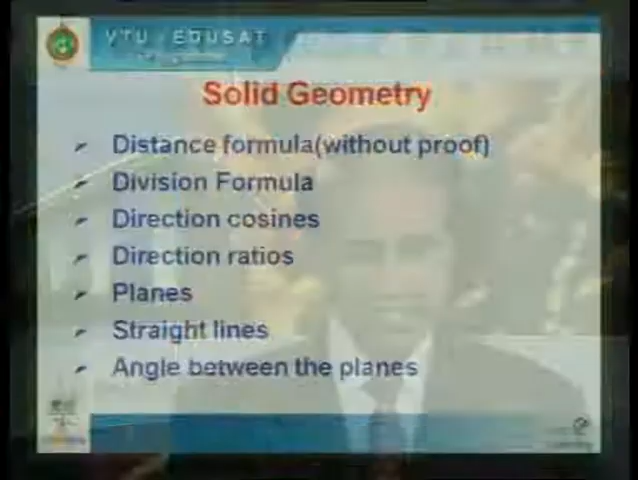 VTU EDUSAT
Solid Geometry
Distance formula(without proof)
Division Formula
Direction cosines
Direction ratios
Planes
Straight lines
Angle between the planes